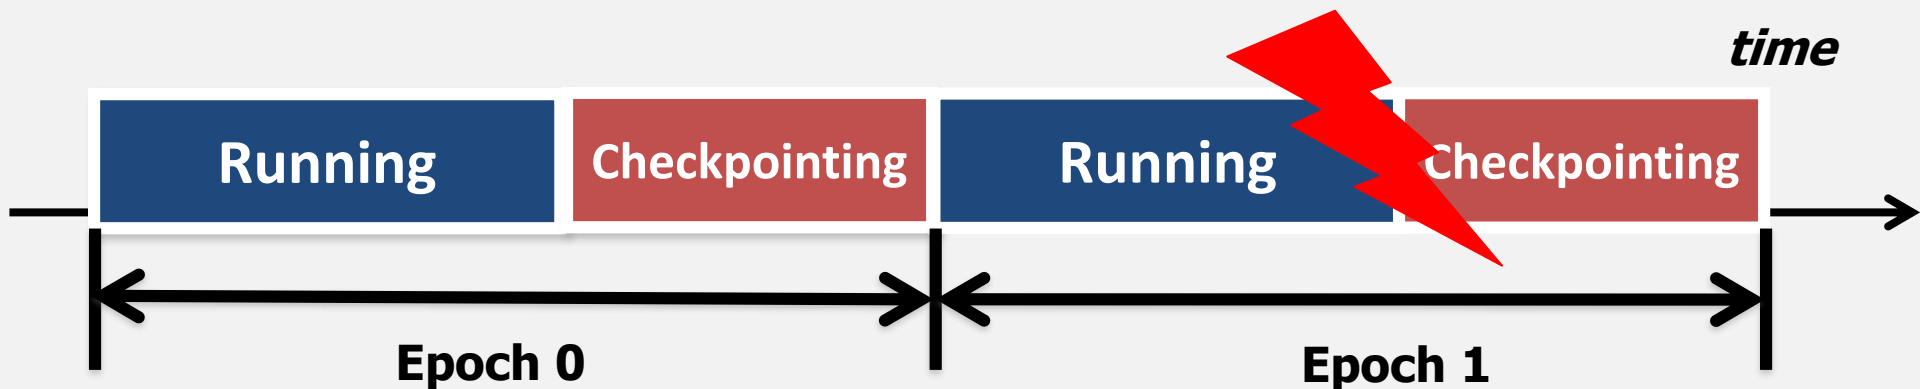 time
Running
Checkpointing
Running
Checkpointing
Epoch 0
Epoch 1